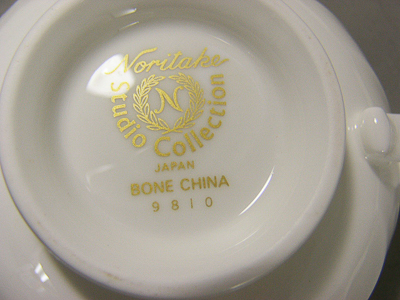 Noritake
Studio Collection
N
JAPAN
BONE CHINA
9810